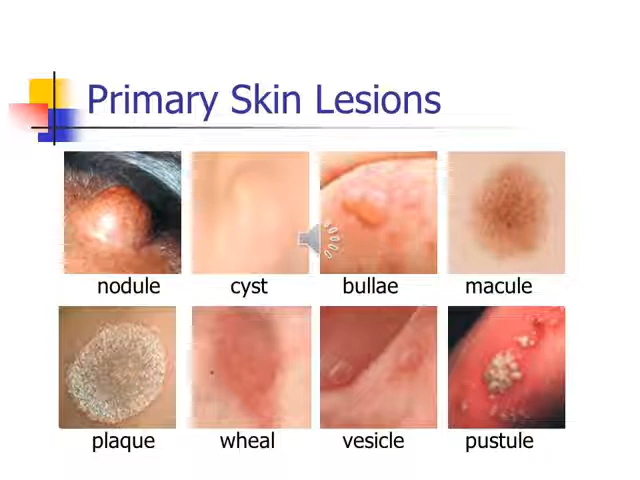 Primary Skin Lesions
nodule cyst bullae macule
plaque wheal vesicle pustule